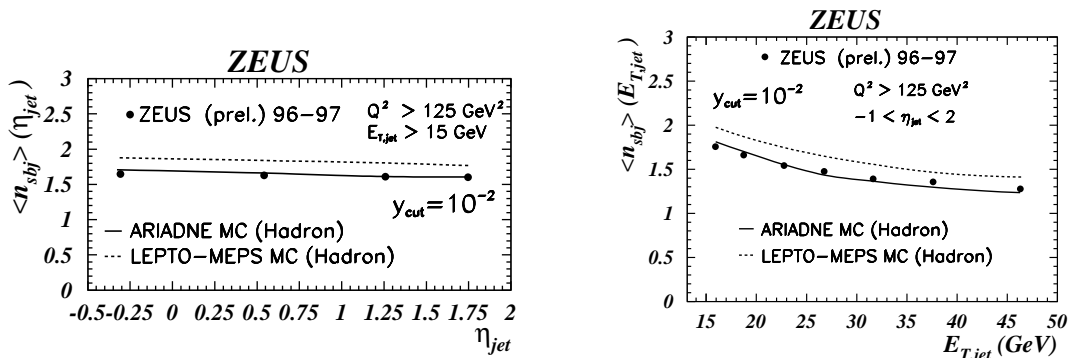 ZEUS
<n_sbj> (η_jet)
3
2.5
2
1.5
1
0.5
0
ZEUS (prel.) 96-97
Q² > 125 GeV²
E_T,jet > 15 GeV
y_cut=10⁻²
ARIADNE MC (Hadron)
LEPTO-MEPS MC (Hadron)
-0.5 -0.25 0 0.25 0.5 0.75 1 1.25 1.5 1.75 2
η_jet
ZEUS
<n_sbj> (E_T,jet)
3
2.5
2
1.5
1
0.5
0
ZEUS (prel.) 96-97
y_cut=10⁻²
Q² > 125 GeV²
-1 < η_jet < 2
ARIADNE MC (Hadron)
LEPTO-MEPS MC (Hadron)
15 20 25 30 35 40 45 50
E_T,jet (GeV)